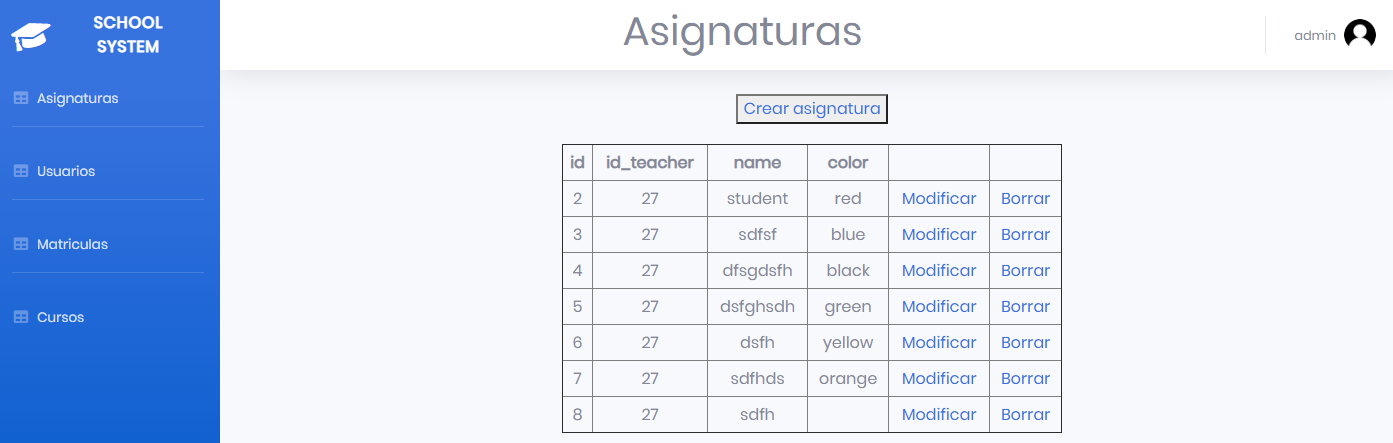 SCHOOL
SYSTEM
Asignaturas
Usuarios
Matriculas
Cursos
Asignaturas
admin
Crear asignatura
id id_teacher name color
2 27 student red Modificar Borrar
3 27 sdfsf blue Modificar Borrar
4 27 dfsgdsfh black Modificar Borrar
5 27 dsfghsdh green Modificar Borrar
6 27 dsfh yellow Modificar Borrar
7 27 sdfhds orange Modificar Borrar
8 27 sdfh Modificar Borrar